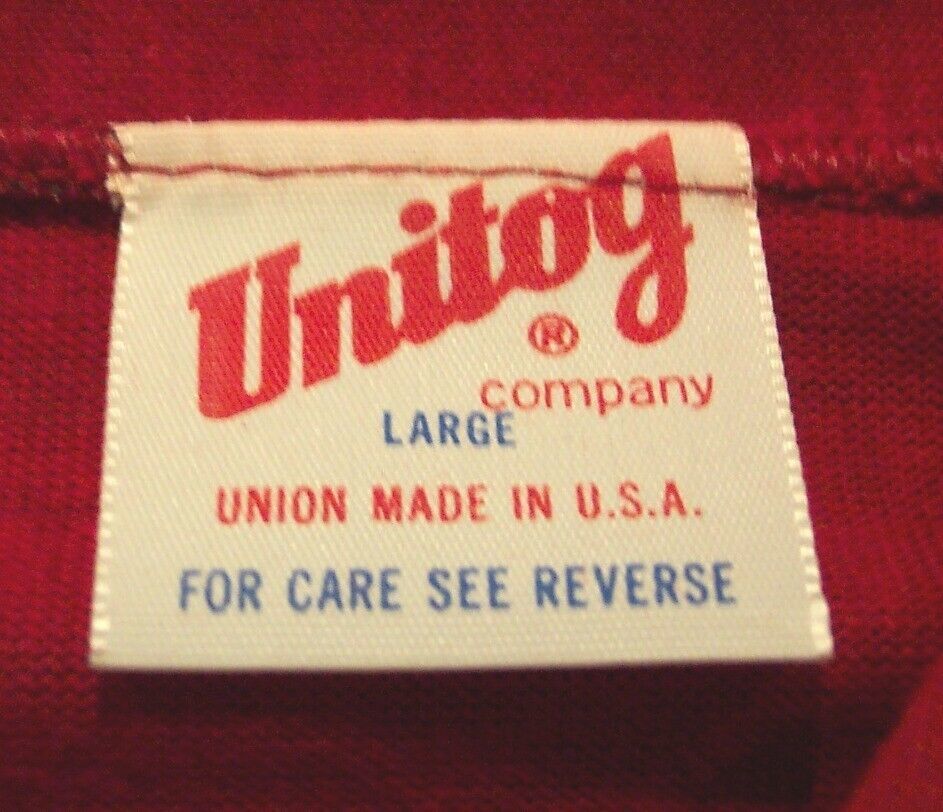 Unitog
®
company
LARGE
UNION MADE IN U.S.A.
FOR CARE SEE REVERSE